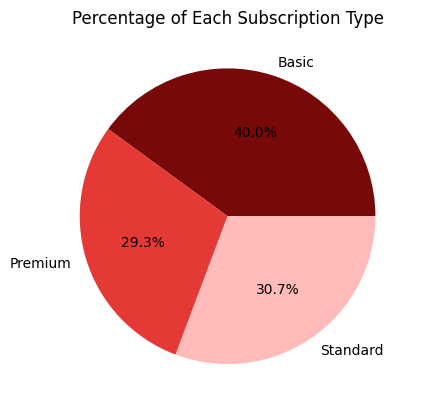 Percentage of Each Subscription Type
Basic
40.0%
29.3%
Premium
30.7%
Standard